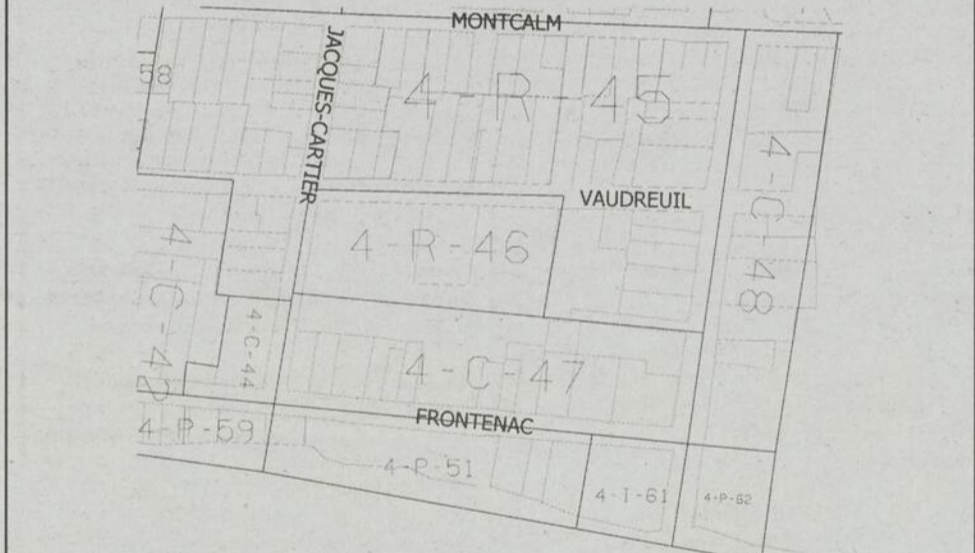 MONTCALM
58
JACQUES-CARTIER
4-R-45
4-C-48
VAUDREUIL
4-R-46
4-C-42
4-C-44
4-C-47
FRONTENAC
4-P-59
4-P-51
4-I-61
4-P-62